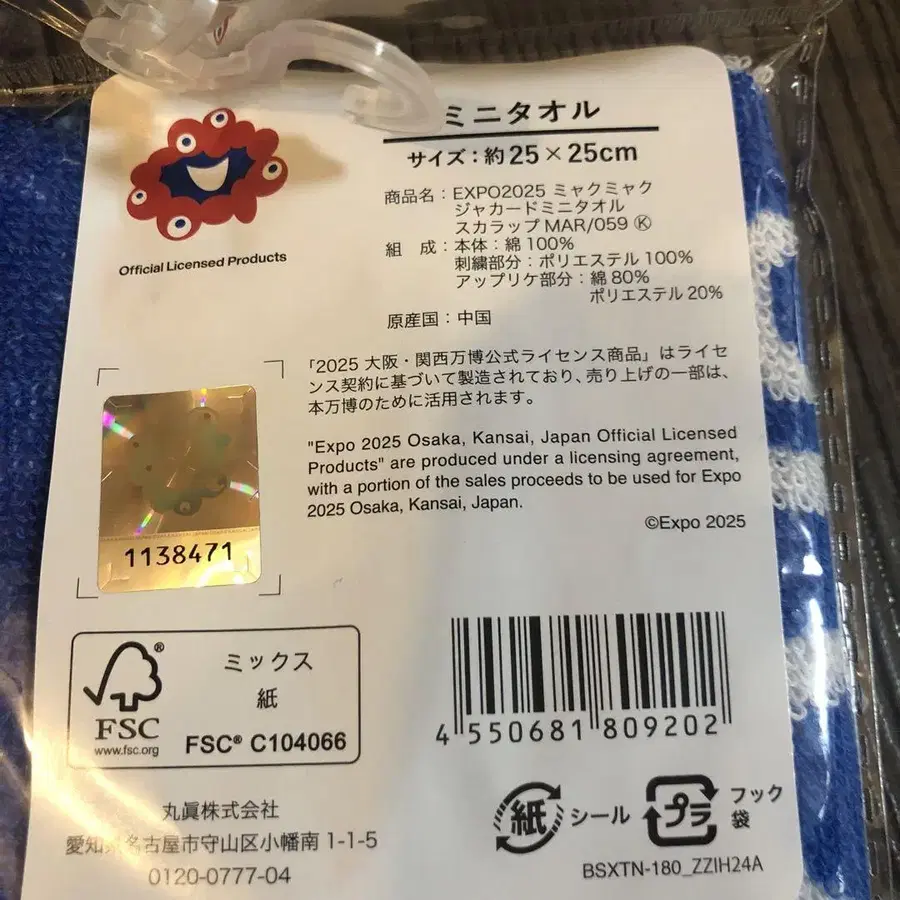 ミニタオル
サイズ：約25×25cm
商品名：EXPO2025 ミャクミャク
ジャカードミニタオル
スカラップ MAR/059 Ⓚ
組　成：本体：綿100%
刺繍部分：ポリエステル100%
アップリケ部分：綿80%
ポリエステル20%
原産国：中国
Official Licensed Products
「2025 大阪・関西万博公式ライセンス商品」はライセ
ンス契約に基づいて製造されており、売り上げの一部は、
本万博のために活用されます。
"Expo 2025 Osaka, Kansai, Japan Official Licensed
Products" are produced under a licensing agreement,
with a portion of the sales proceeds to be used for Expo
2025 Osaka, Kansai, Japan.
©Expo 2025
1138471
FSC®
www.fsc.org
ミックス
紙
FSC® C104066
4 550681 809202
丸眞株式会社
愛知県名古屋市守山区小幡南 1-1-5
0120-0777-04
紙 シール
プラ フック
袋
BSXTN-180_ZZIH24A